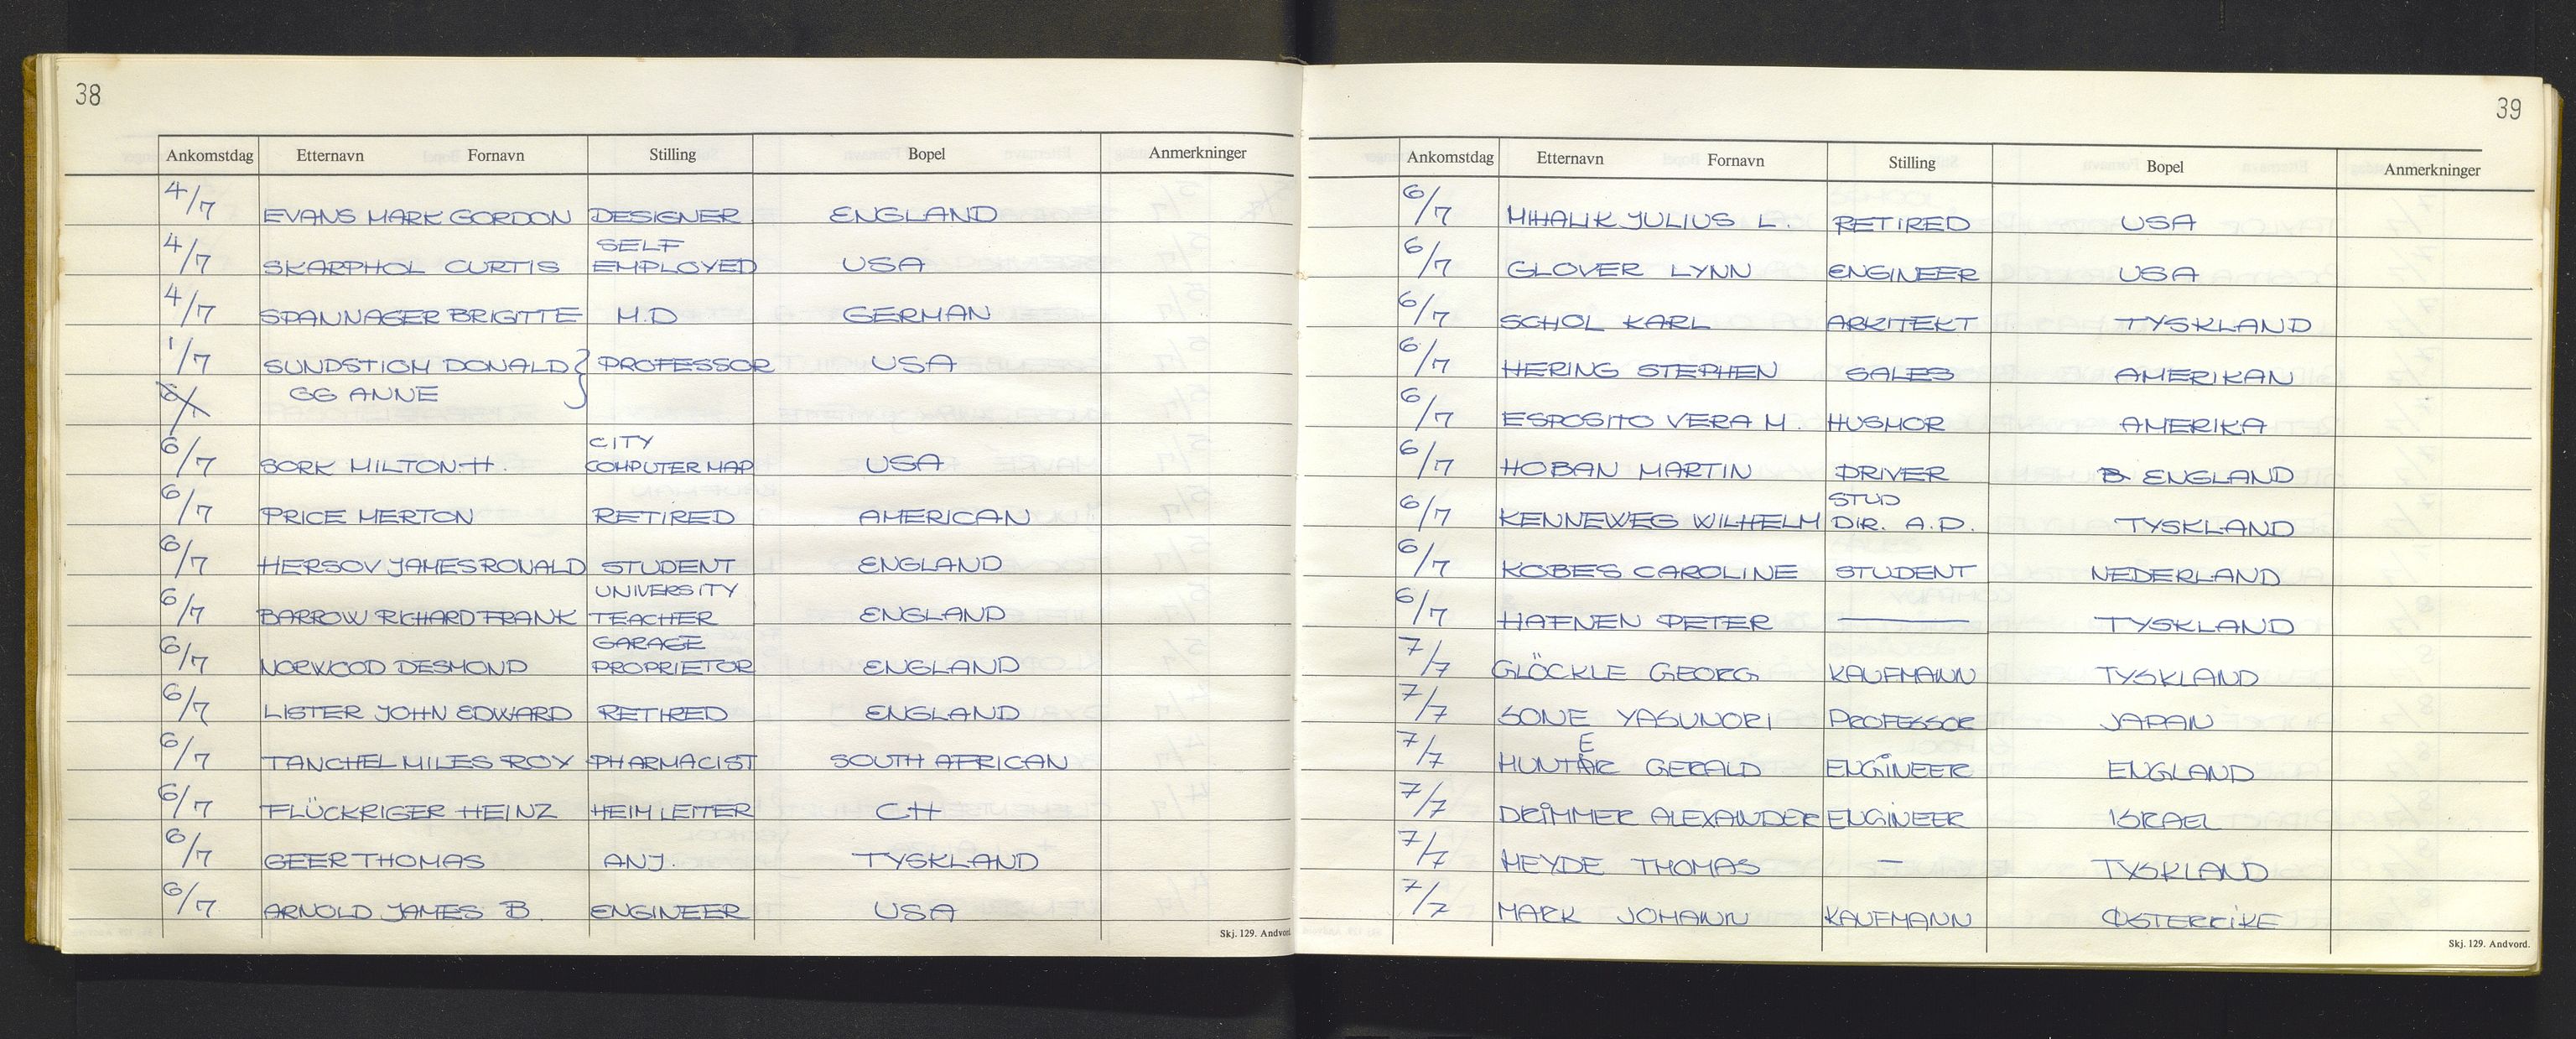 38
Ankomstdag Etternavn Fornavn Stilling Bopel Anmerkninger
4/7 EVANS MARK GORDON DESIGNER ENGLAND
4/7 SKARPHOL CURTIS SELF EMPLOYED USA
4/7 SPANNAGER BRIGITTE M.D GERMAN
1/7 SUNDSTIGM DONALD } PROFESSOR USA
GG ANNE
6/7 SORK MILTON H. CITY COMPUTER MAP USA
6/7 PRICE MERTON RETIRED AMERICAN
6/7 HERSOV JAMES RONALD STUDENT ENGLAND
6/7 BARROW RICHARD FRANK UNIVERSITY TEACHER ENGLAND
6/7 NORWOOD DESMOND GARAGE PROPRIETOR ENGLAND
6/7 LISTER JOHN EDWARD RETIRED ENGLAND
6/7 TANCHEL MILES ROY PHARMACIST SOUTH AFRICAN
6/7 FLÜCKRIGER HEINZ HEIM LEITER CH
6/7 GEER THOMAS ANJ. TYSKLAND
6/7 ARNOLD JAMES B. ENGINEER USA
Skj. 129. Andvord.
39
Ankomstdag Etternavn Fornavn Stilling Bopel Anmerkninger
6/7 MIHALIK JULIUS L. RETIRED USA
6/7 GLOVER LYNN ENGINEER USA
6/7 SCHOL KARL ARKITEKT TYSKLAND
6/7 HERING STEPHEN SALES AMERIKAN
6/7 ESPOSITO VERA M. HUSMOR AMERIKA
6/7 HOBAN MARTIN DRIVER B ENGLAND
6/7 KENNEWEG WILHELM STUD DIR. A.D. TYSKLAND
6/7 KOBES CAROLINE STUDENT NEDERLAND
6/7 HAFNEN PETER — TYSKLAND
7/7 GLÖCKLE GEORG KAUFMANN TYSKLAND
7/7 SONE YASUNORI PROFESSOR JAPAN
7/7 HUNTER GERALD ENGINEER ENGLAND
7/7 DRIMMER ALEXANDER ENGINEER ISRAEL
7/7 HEYDE THOMAS — TYSKLAND
7/7 MARK JOHANN KAUFMANN ØSTERRIKE
Skj. 129. Andvord.